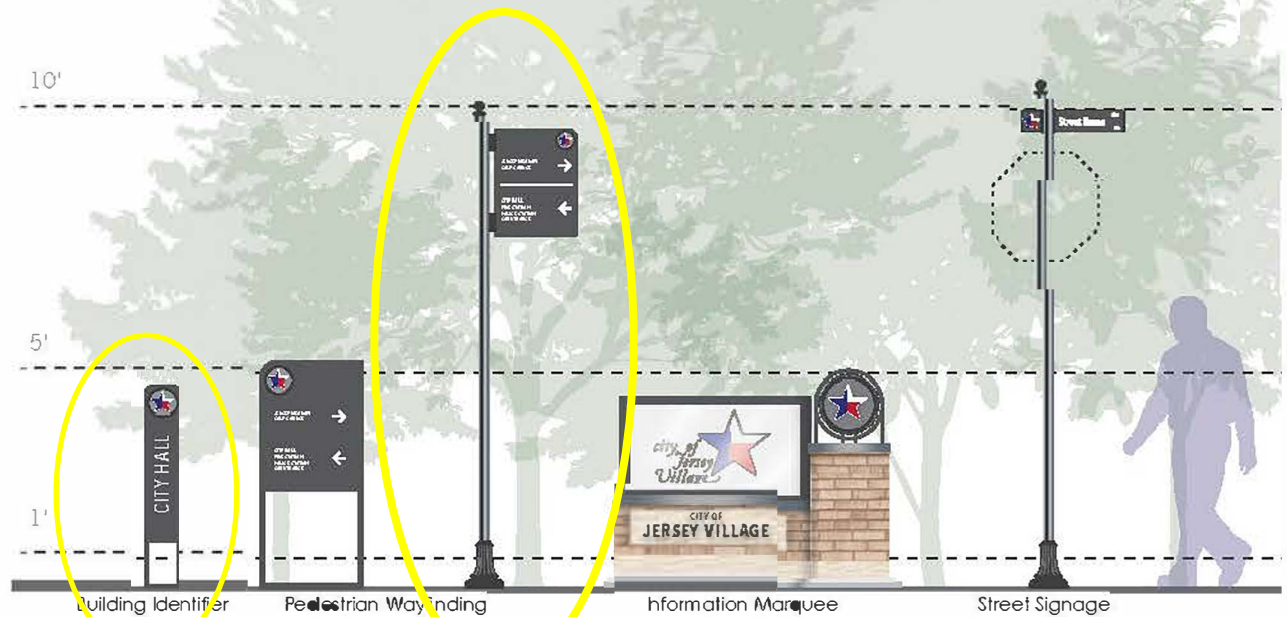 10'
Street Name
5'
CITY HALL
city of
Jersey
Village
CITY OF
JERSEY VILLAGE
1'
Building Identifier
Pedestrian Wayfinding
Information Marquee
Street Signage